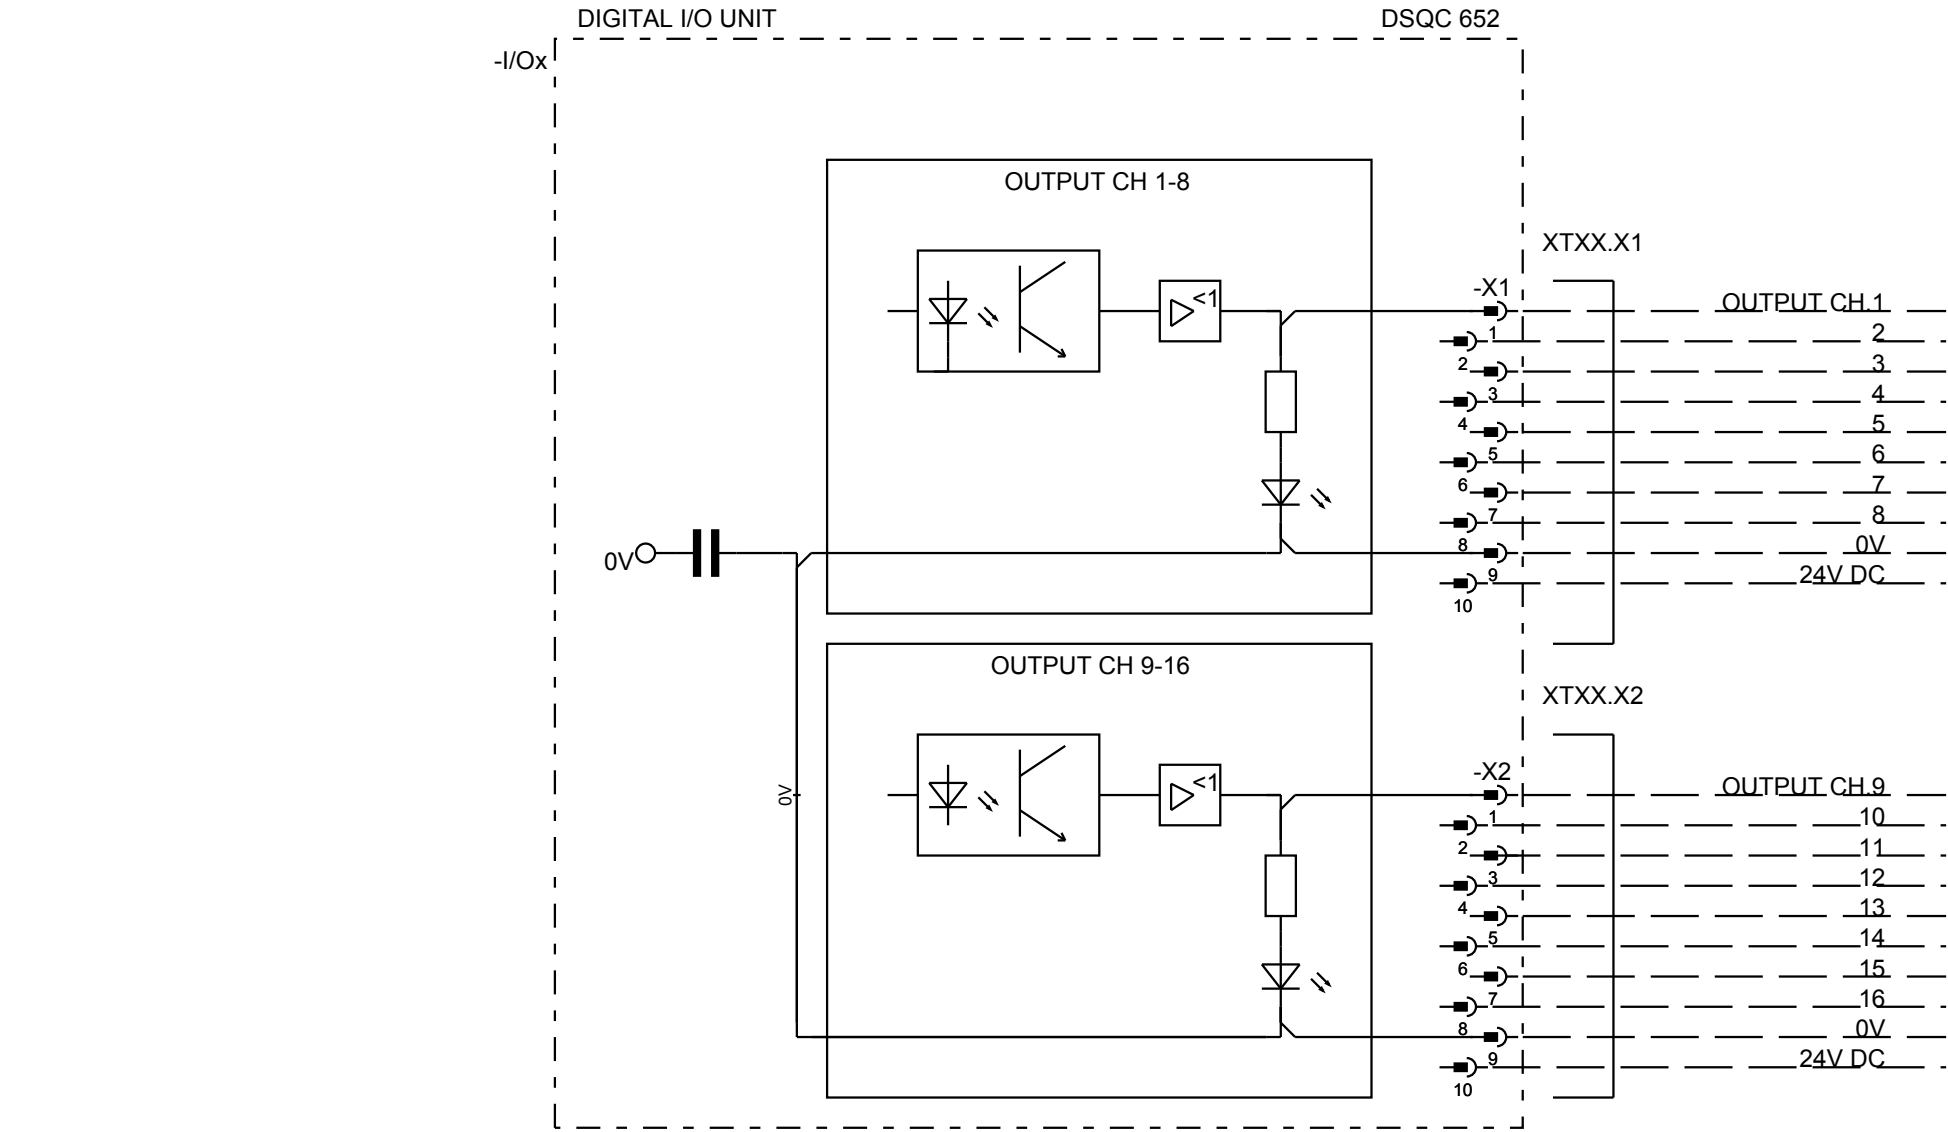 DIGITAL I/O UNIT
DSQC 652
-I/Ox
OUTPUT CH 1-8
<1
XTXX.X1
-X1
OUTPUT CH.1
1
2
2
3
3
4
4
5
5
6
6
7
7
8
8
0V
9
24V DC
10
0V
OUTPUT CH 9-16
<1
0V
XTXX.X2
-X2
OUTPUT CH.9
1
10
2
11
3
12
4
13
5
14
6
15
7
16
8
0V
9
24V DC
10